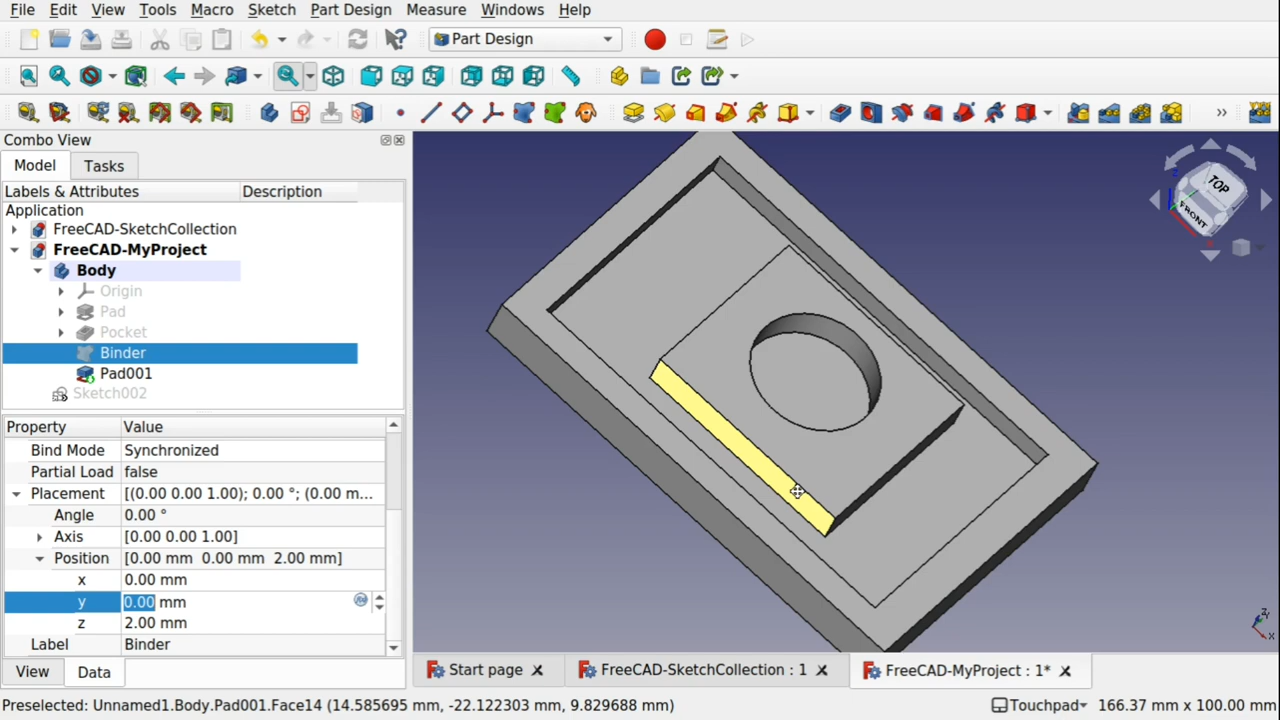 File Edit View Tools Macro Sketch Part Design Measure Windows Help
Part Design
Combo View
Model Tasks
Labels & Attributes Description
Application
FreeCAD-SketchCollection
FreeCAD-MyProject
Body
Origin
Pad
Pocket
Binder
Pad001
Sketch002
Property Value
Bind Mode Synchronized
Partial Load false
Placement [(0.00 0.00 1.00); 0.00 °; (0.00 m...
Angle 0.00 °
Axis [0.00 0.00 1.00]
Position [0.00 mm 0.00 mm 2.00 mm]
x 0.00 mm
y 0.00 mm
z 2.00 mm
Label Binder
View Data
TOP
FRONT
Start page FreeCAD-SketchCollection : 1 FreeCAD-MyProject : 1*
Preselected: Unnamed1.Body.Pad001.Face14 (14.585695 mm, -22.122303 mm, 9.829688 mm) Touchpad 166.37 mm x 100.00 mm